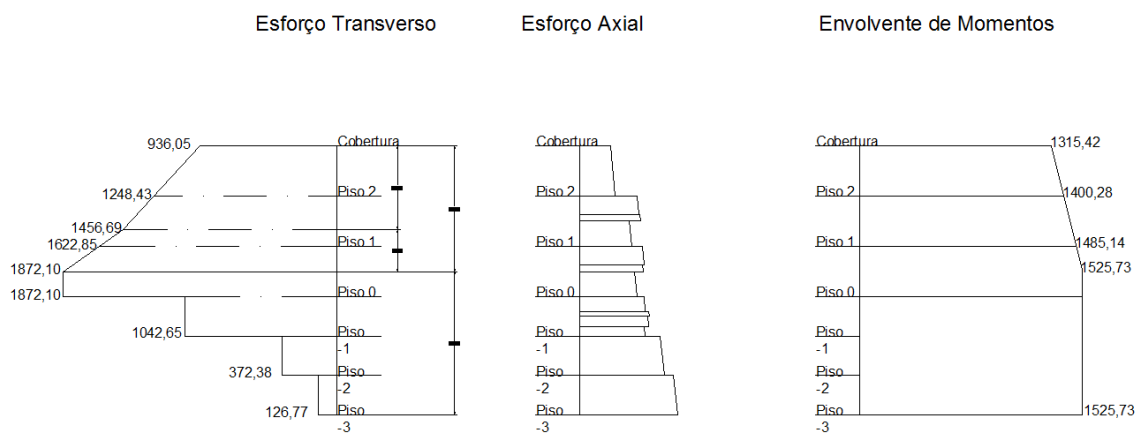 Esforço Transverso
Esforço Axial
Envolvente de Momentos
936,05
Cobertura
1248,43
Piso 2
1456,69
1622,85
Piso 1
1872,10
1872,10
Piso 0
1042,65
Piso
-1
372,38
Piso
-2
126,77
Piso
-3
Cobertura
Piso 2
Piso 1
Piso 0
Piso
-1
Piso
-2
Piso
-3
Cobertura
1315,42
Piso 2
1400,28
Piso 1
1485,14
1525,73
Piso 0
Piso
-1
Piso
-2
Piso
-3
1525,73